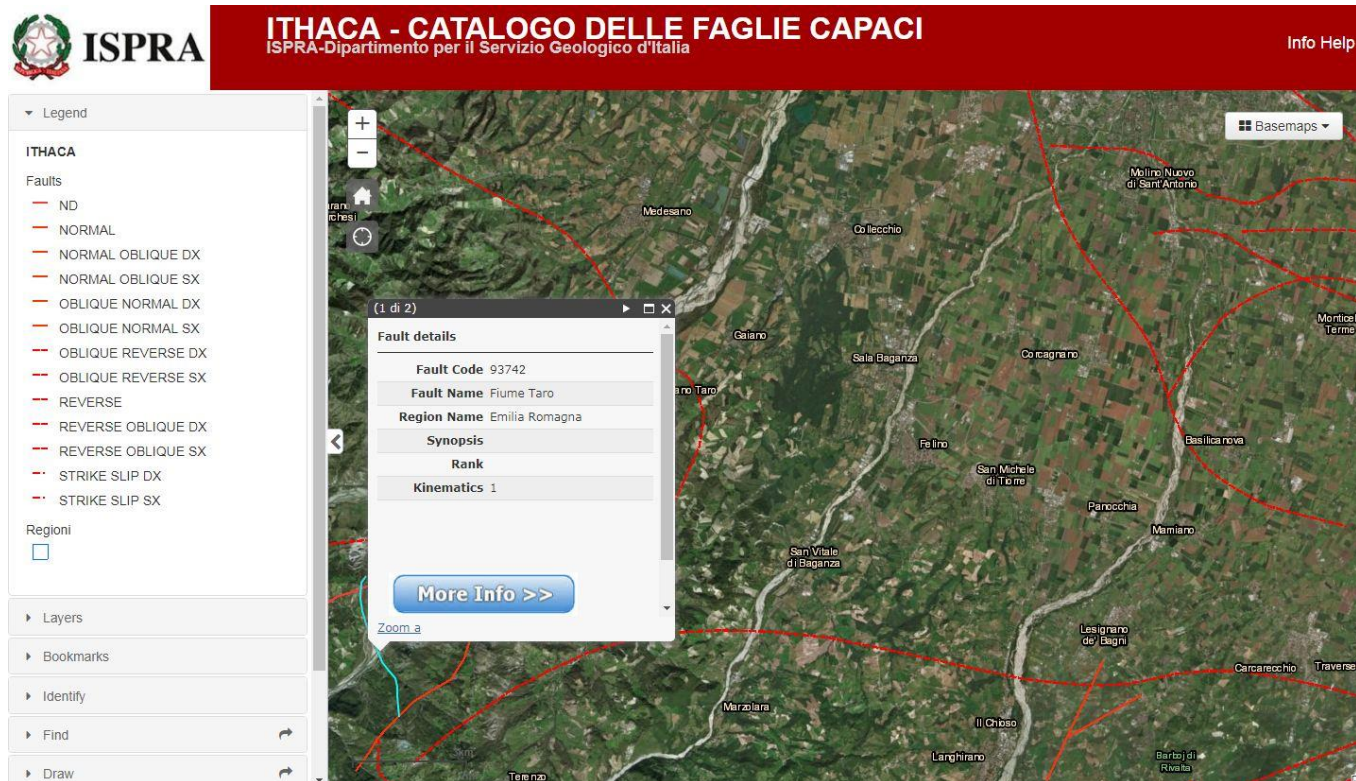 ISPRA
ITHACA - CATALOGO DELLE FAGLIE CAPACI
ISPRA-Dipartimento per il Servizio Geologico d'Italia
Info Help
Legend
ITHACA
Faults
ND
NORMAL
NORMAL OBLIQUE DX
NORMAL OBLIQUE SX
OBLIQUE NORMAL DX
OBLIQUE NORMAL SX
OBLIQUE REVERSE DX
OBLIQUE REVERSE SX
REVERSE
REVERSE OBLIQUE DX
REVERSE OBLIQUE SX
STRIKE SLIP DX
STRIKE SLIP SX
Regioni
Layers
Bookmarks
Identify
Find
Draw
+
−
Basemaps
Molino Nuovo
di Sant'Antonio
Medesano
Collecchio
Monticel
Terme
(1 di 2)
Fault details
Fault Code 93742
Fault Name Fiume Taro
Region Name Emilia Romagna
Synopsis
Rank
Kinematics 1
More Info >>
Zoom a
Gaiano
Sala Baganza
Corcagnano
ano Taro
Felino
Basilicanova
San Michele
di Tiorre
Panocchia
Mamiano
San Vitale
di Baganza
Lesignano
de' Bagni
Carcarecchio
Traverse
Marzolara
Il Chioso
Langhirano
Barboj di
Rivalta
Terenzo